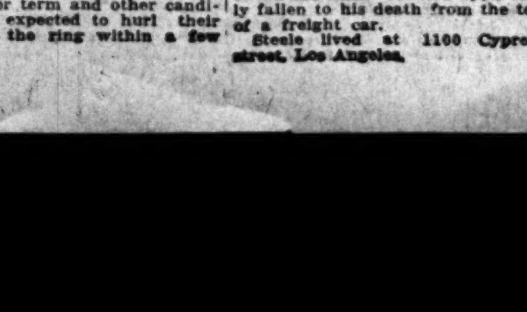 r term and other candi-
expected to hurl their
the ring within a few
ly fallen to his death from the t
of a freight car.
Steele lived at 1100 Cypre
street, Los Angeles.